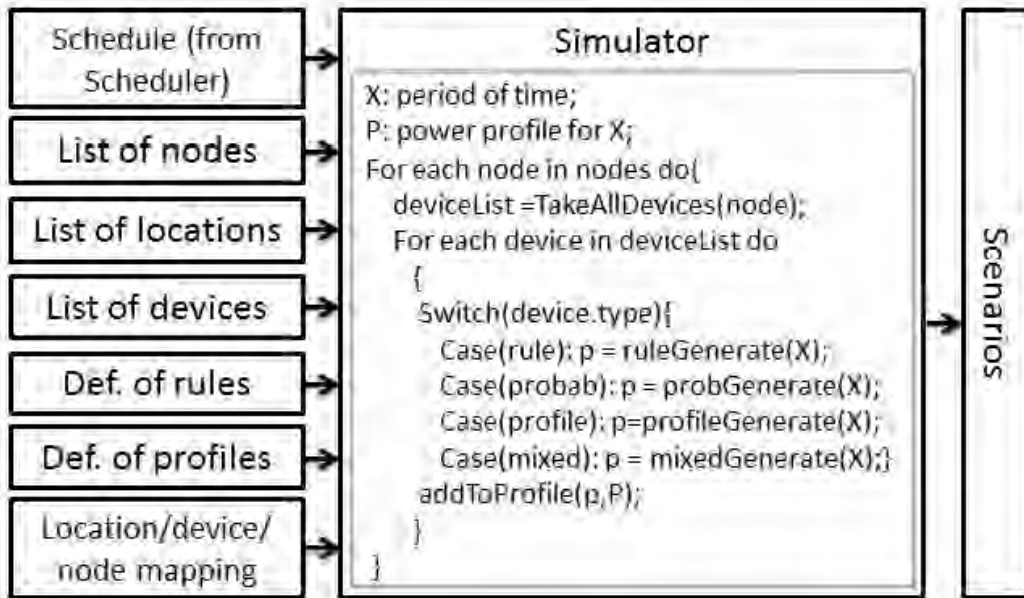 Schedule (from
Scheduler)
List of nodes
List of locations
List of devices
Def. of rules
Def. of profiles
Location/device/
node mapping
Simulator
X: period of time;
P: power profile for X;
For each node in nodes do{
deviceList =TakeAllDevices(node);
For each device in deviceList do
{
Switch(device.type){
Case(rule): p = ruleGenerate(X);
Case(probab): p = probGenerate(X);
Case(profile): p=profileGenerate(X);
Case(mixed): p = mixedGenerate(X);}
addToProfile(p,P);
}
}
Scenarios